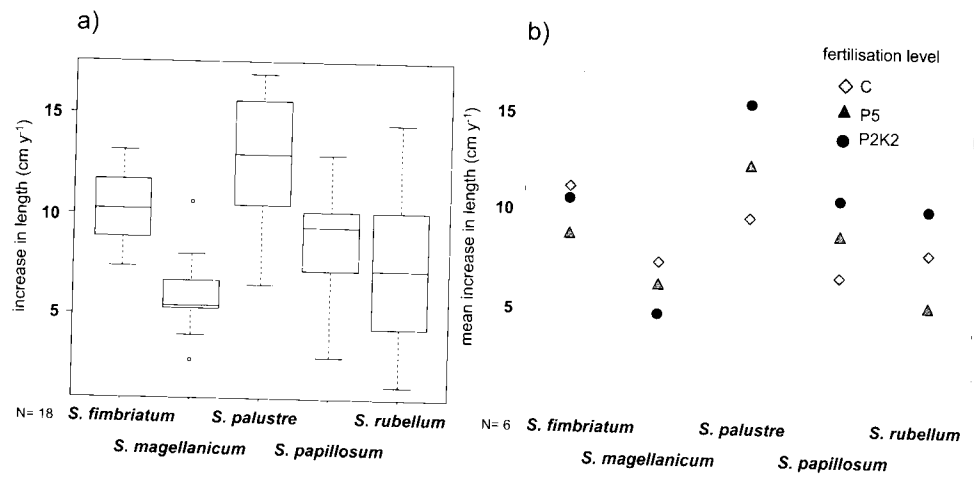 a)
increase in length (cm y⁻¹)
15
10
5
N= 18
S. fimbriatum
S. palustre
S. rubellum
S. magellanicum
S. papillosum
b)
fertilisation level
C
P5
P2K2
mean increase in length (cm y⁻¹)
15
10
5
N= 6
S. fimbriatum
S. palustre
S. rubellum
S. magellanicum
S. papillosum